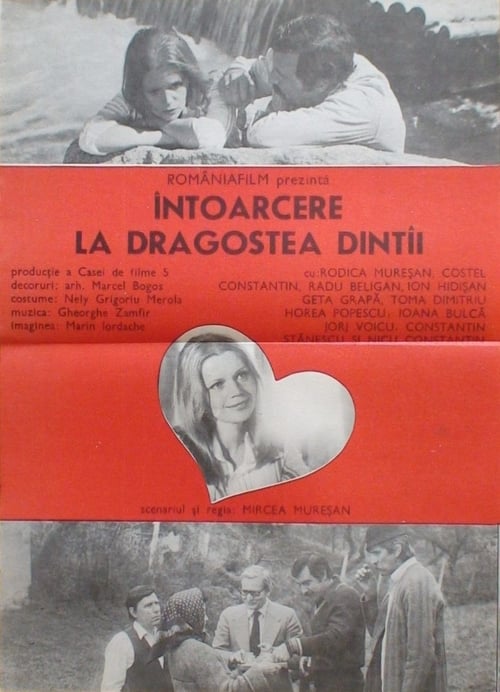 ROMÂNIAFILM prezintă
ÎNTOARCERE
LA DRAGOSTEA DINTÎI
producție a Casei de filme 5
decoruri: arh. Marcel Bogos
costume: Nely Grigoriu Merola
muzica: Gheorghe Zamfir
imaginea: Marin Iordache
cu: RODICA MUREȘAN, COSTEL
CONSTANTIN, RADU BELIGAN, ION HIDIȘAN
GETA GRAPĂ, TOMA DIMITRIU
HOREA POPESCU, IOANA BULCĂ
JORJ VOICU, CONSTANTIN
STĂNESCU ȘI NICU CONSTANTIN
scenariul și regia: MIRCEA MUREȘAN